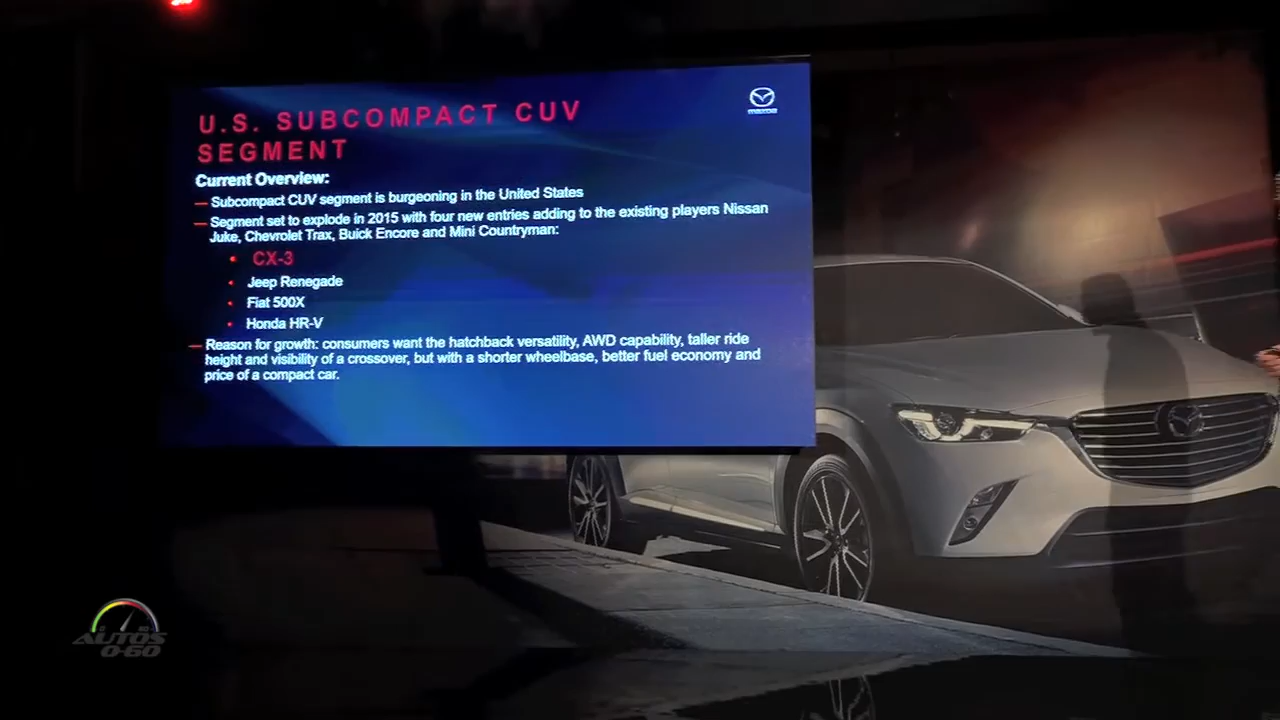 U.S. SUBCOMPACT CUV
SEGMENT
mazda
Current Overview:
— Subcompact CUV segment is burgeoning in the United States
— Segment set to explode in 2015 with four new entries adding to the existing players Nissan
Juke, Chevrolet Trax, Buick Encore and Mini Countryman:
• CX-3
• Jeep Renegade
• Fiat 500X
• Honda HR-V
— Reason for growth: consumers want the hatchback versatility, AWD capability, taller ride
height and visibility of a crossover, but with a shorter wheelbase, better fuel economy and
price of a compact car.
AUTOS
0-60